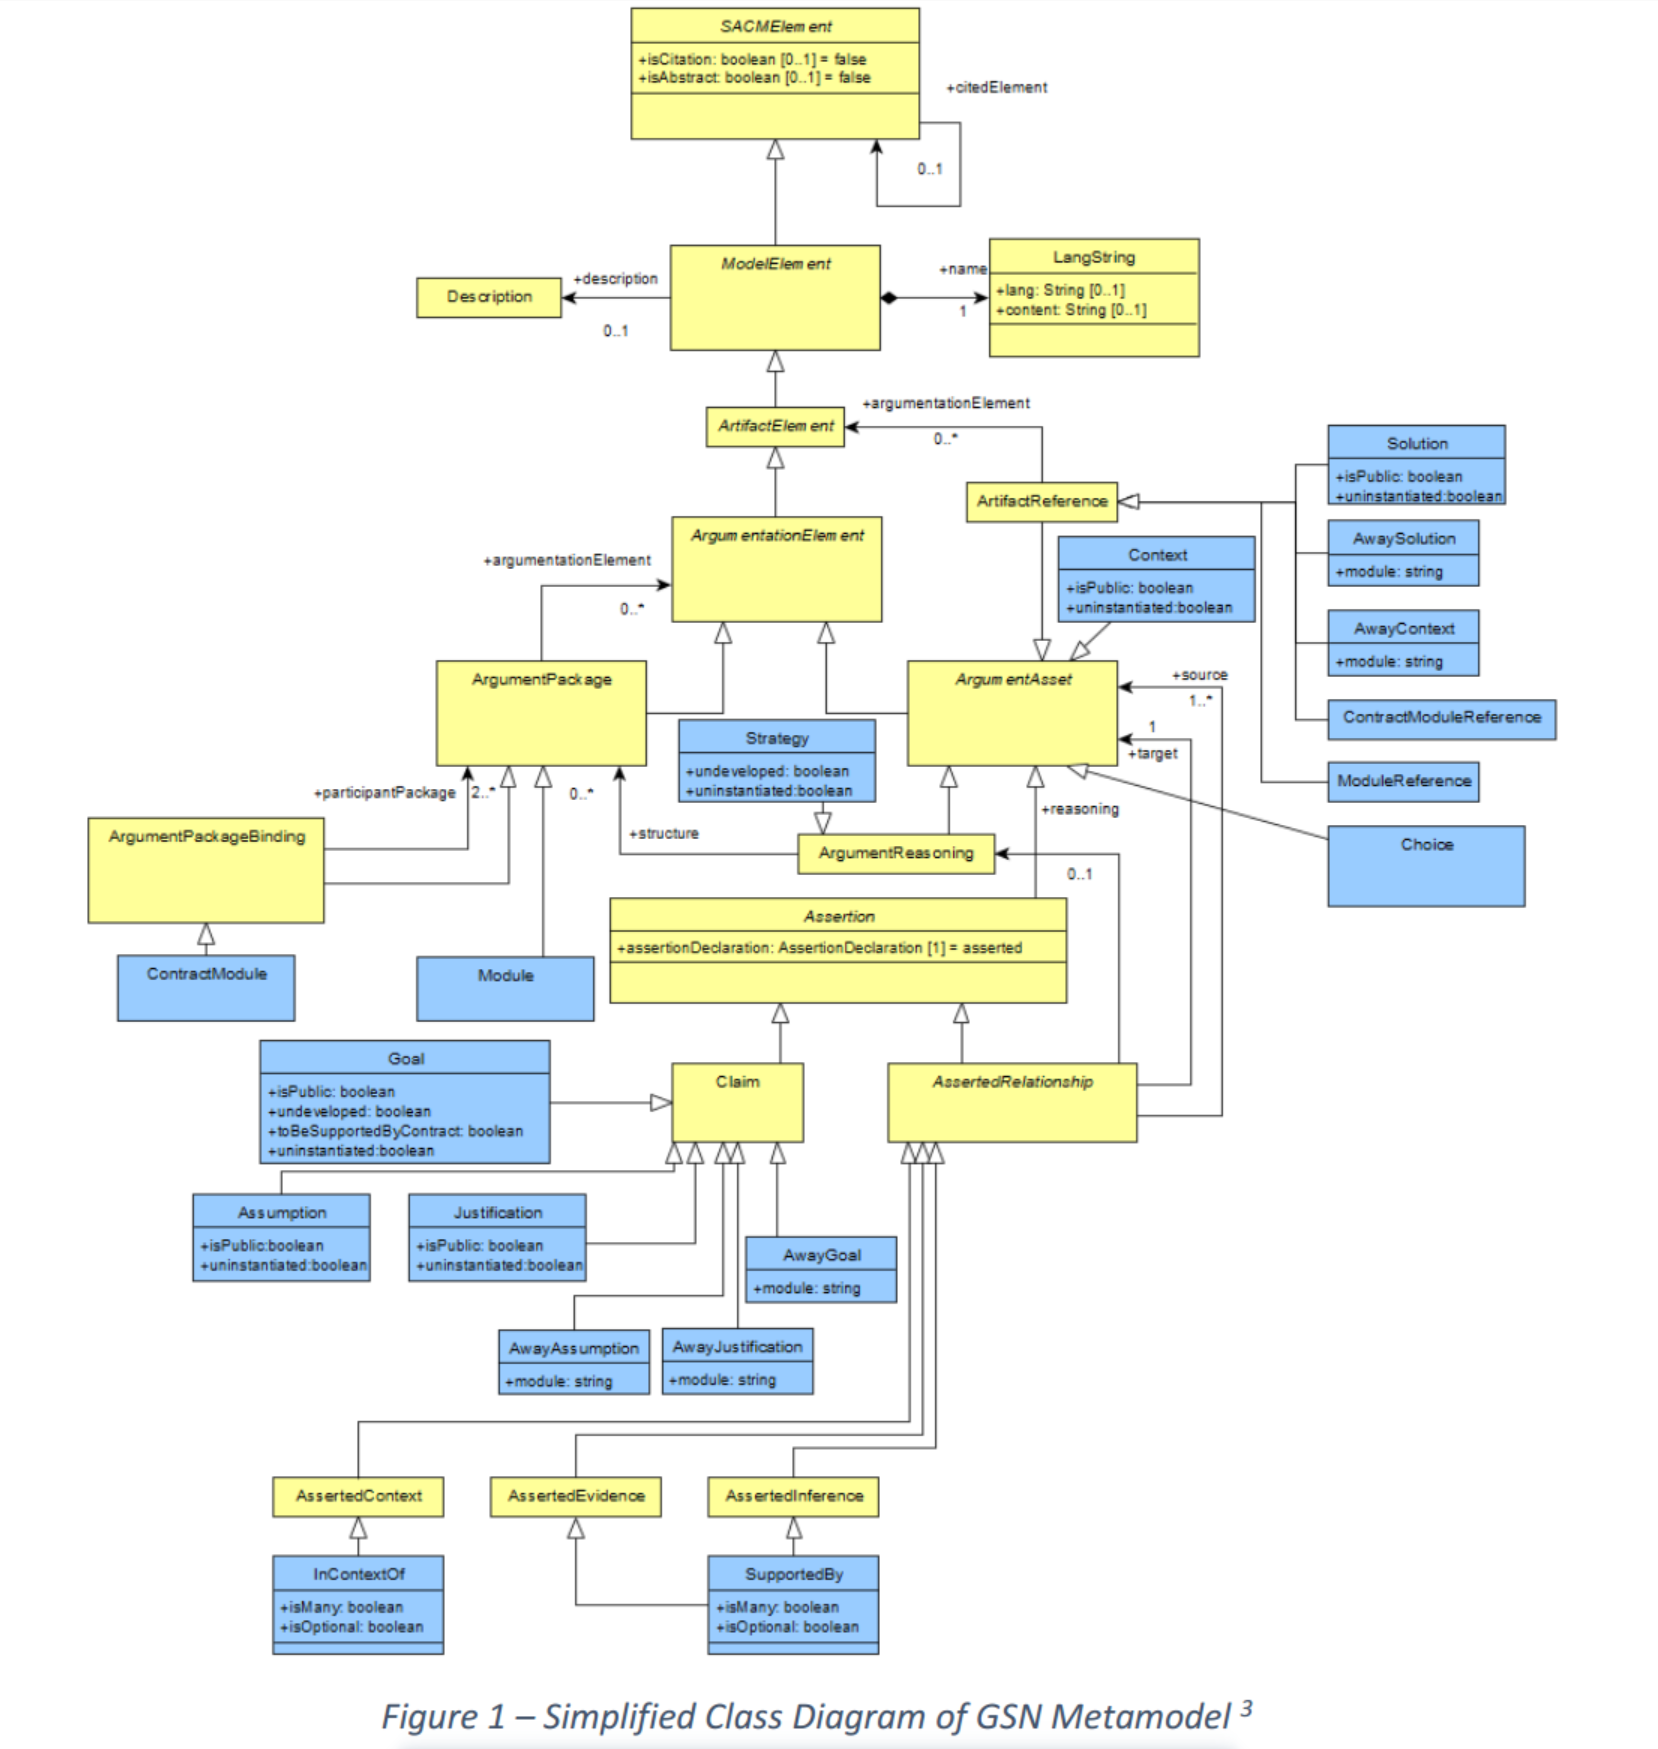 SACMElement
+isCitation: boolean [0..1] = false
+isAbstract: boolean [0..1] = false
+citedElement
0..1
ModelElement
+description
0..1
Description
+name
1
LangString
+lang: String [0..1]
+content: String [0..1]
ArtifactElement
+argumentationElement
0..*
ArtifactReference
Solution
+isPublic: boolean
+uninstantiated:boolean
AwaySolution
+module: string
AwayContext
+module: string
ContractModuleReference
ModuleReference
Choice
ArgumentationElement
+argumentationElement
0..*
Context
+isPublic: boolean
+uninstantiated:boolean
ArgumentPackage
ArgumentAsset
+source
1..*
1
+target
Strategy
+undeveloped: boolean
+uninstantiated:boolean
+participantPackage
2..*
0..*
+structure
+reasoning
ArgumentPackageBinding
ArgumentReasoning
0..1
Assertion
+assertionDeclaration: AssertionDeclaration [1] = asserted
ContractModule
Module
Goal
+isPublic: boolean
+undeveloped: boolean
+toBeSupportedByContract: boolean
+uninstantiated:boolean
Claim
AssertedRelationship
Assumption
+isPublic:boolean
+uninstantiated:boolean
Justification
+isPublic: boolean
+uninstantiated:boolean
AwayGoal
+module: string
AwayAssumption
+module: string
AwayJustification
+module: string
AssertedContext
AssertedEvidence
AssertedInference
InContextOf
+isMany: boolean
+isOptional: boolean
SupportedBy
+isMany: boolean
+isOptional: boolean
Figure 1 – Simplified Class Diagram of GSN Metamodel 3